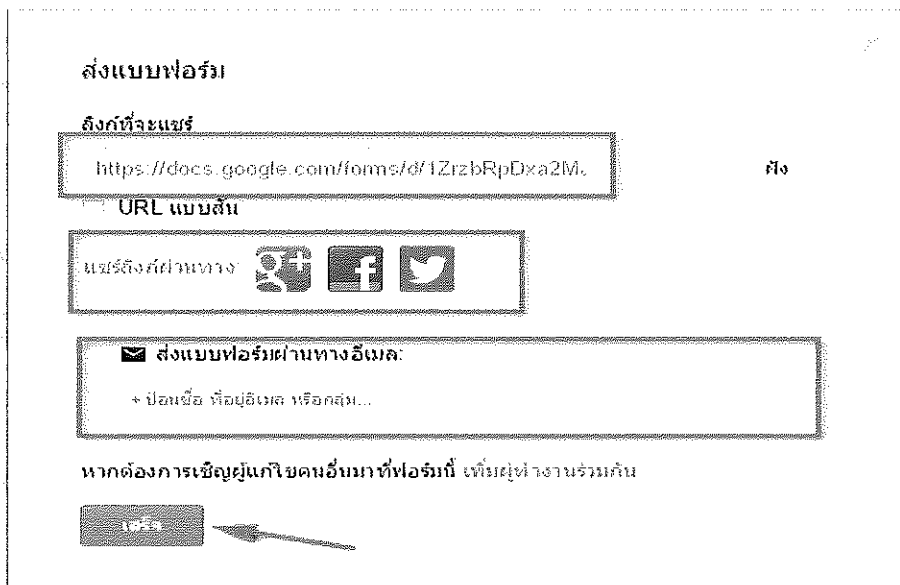 ส่งแบบฟอร์ม
ลิงก์ที่จะแชร์
https://docs.google.com/forms/d/1ZrzbRpDxa2M
ฝัง
URL แบบสั้น
แชร์ลิงก์ผ่านทาง:
ส่งแบบฟอร์มผ่านทางอีเมล:
+ ป้อนชื่อ ที่อยู่อีเมล หรือกลุ่ม...
หากต้องการเชิญผู้แก้ไขคนอื่นมาที่ฟอร์มนี้ เพิ่มผู้ทำงานร่วมกัน
เสร็จ